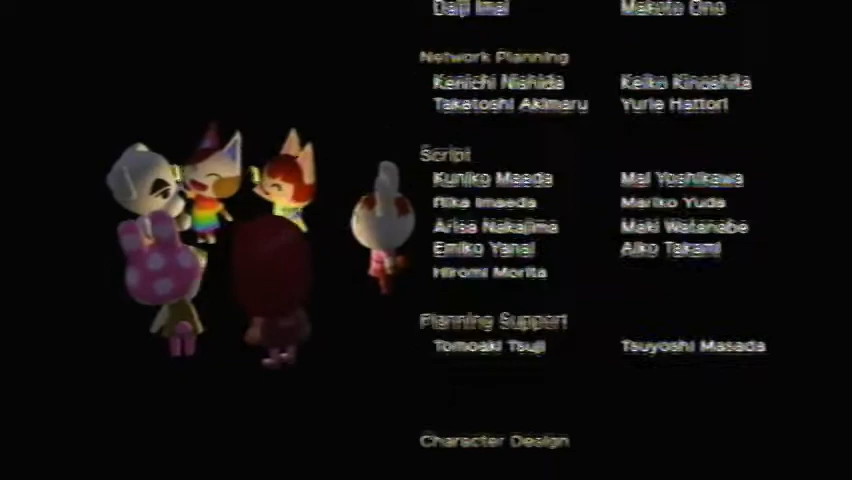 Daiji Imai Makoto Ono
Network Planning
Kenichi Nishida Keiko Kinoshita
Takatoshi Akimaru Yurie Hattori
Script
Kuniko Maeda Mai Yoshikawa
Rika Imaeda Mariko Yuda
Arisa Nakajima Maki Watanabe
Emiko Yanai Aiko Takami
Hiromi Morita
Planning Support
Tomoaki Tsuji Tsuyoshi Masada
Character Design